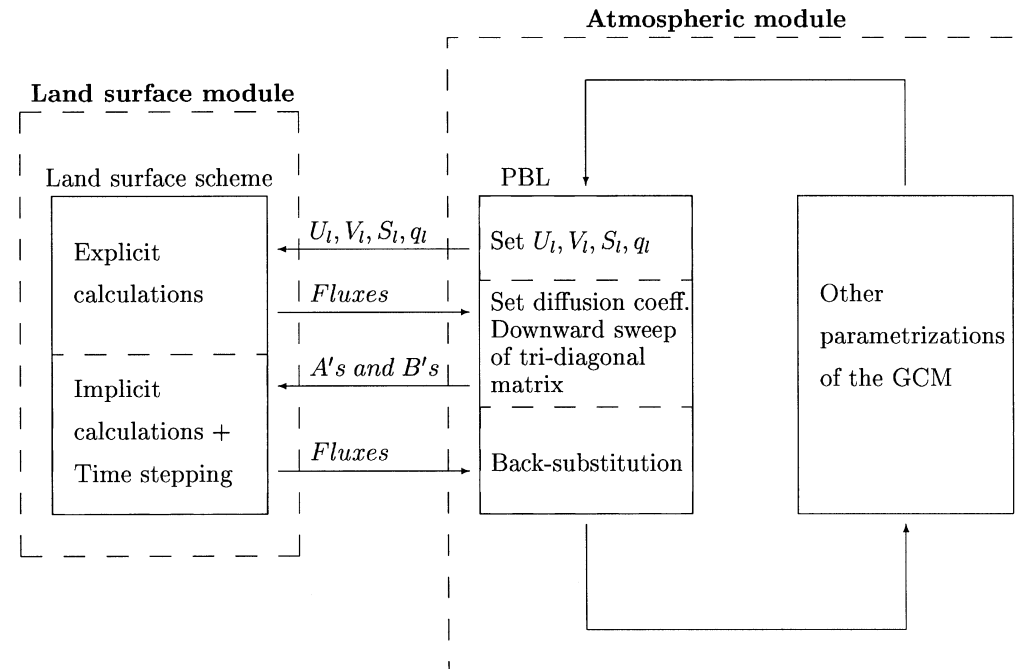 Atmospheric module
Land surface module
Land surface scheme
Explicit
calculations
Implicit
calculations +
Time stepping
U_l, V_l, S_l, q_l
Fluxes
A's and B's
Fluxes
PBL
Set U_l, V_l, S_l, q_l
Set diffusion coeff.
Downward sweep
of tri-diagonal
matrix
Back-substitution
Other
parametrizations
of the GCM